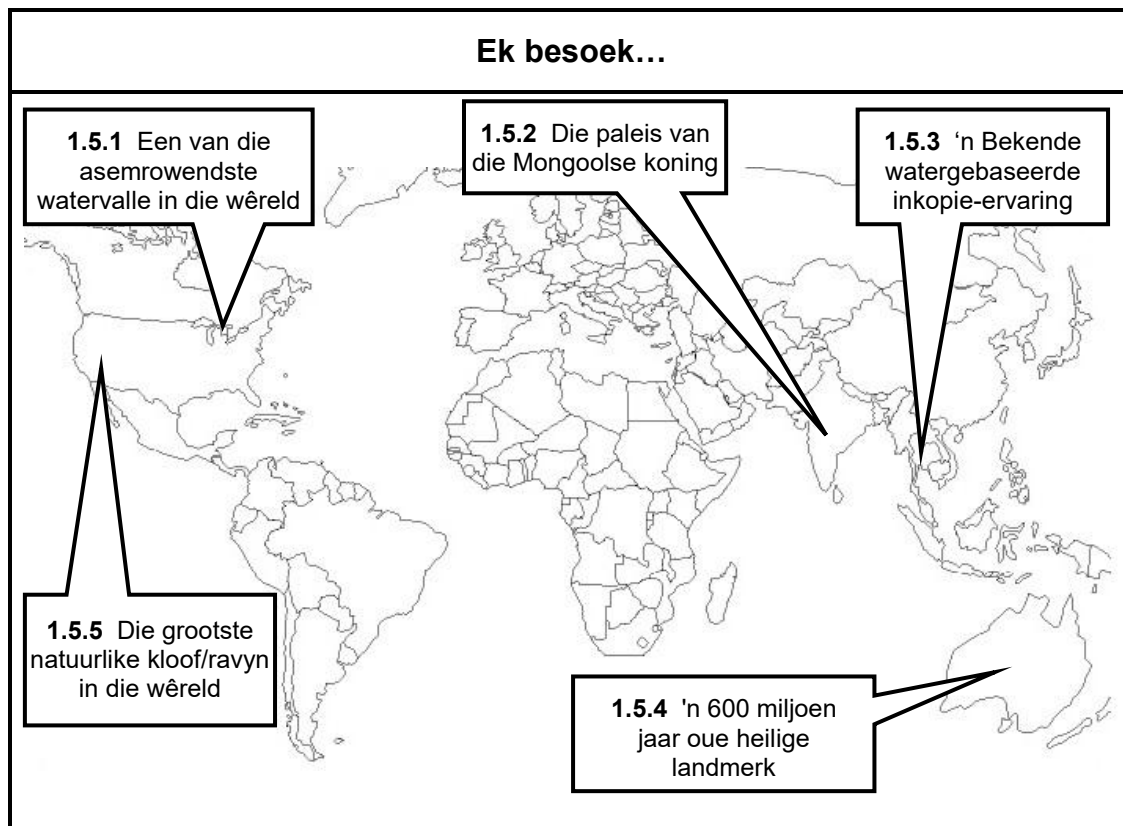 Ek besoek…
1.5.1 Een van die
asemrowendste
watervalle in die wêreld
1.5.2 Die paleis van
die Mongoolse koning
1.5.3 ‘n Bekende
watergebaseerde
inkopie-ervaring
1.5.5 Die grootste
natuurlike kloof/ravyn
in die wêreld
1.5.4 'n 600 miljoen
jaar oue heilige
landmerk